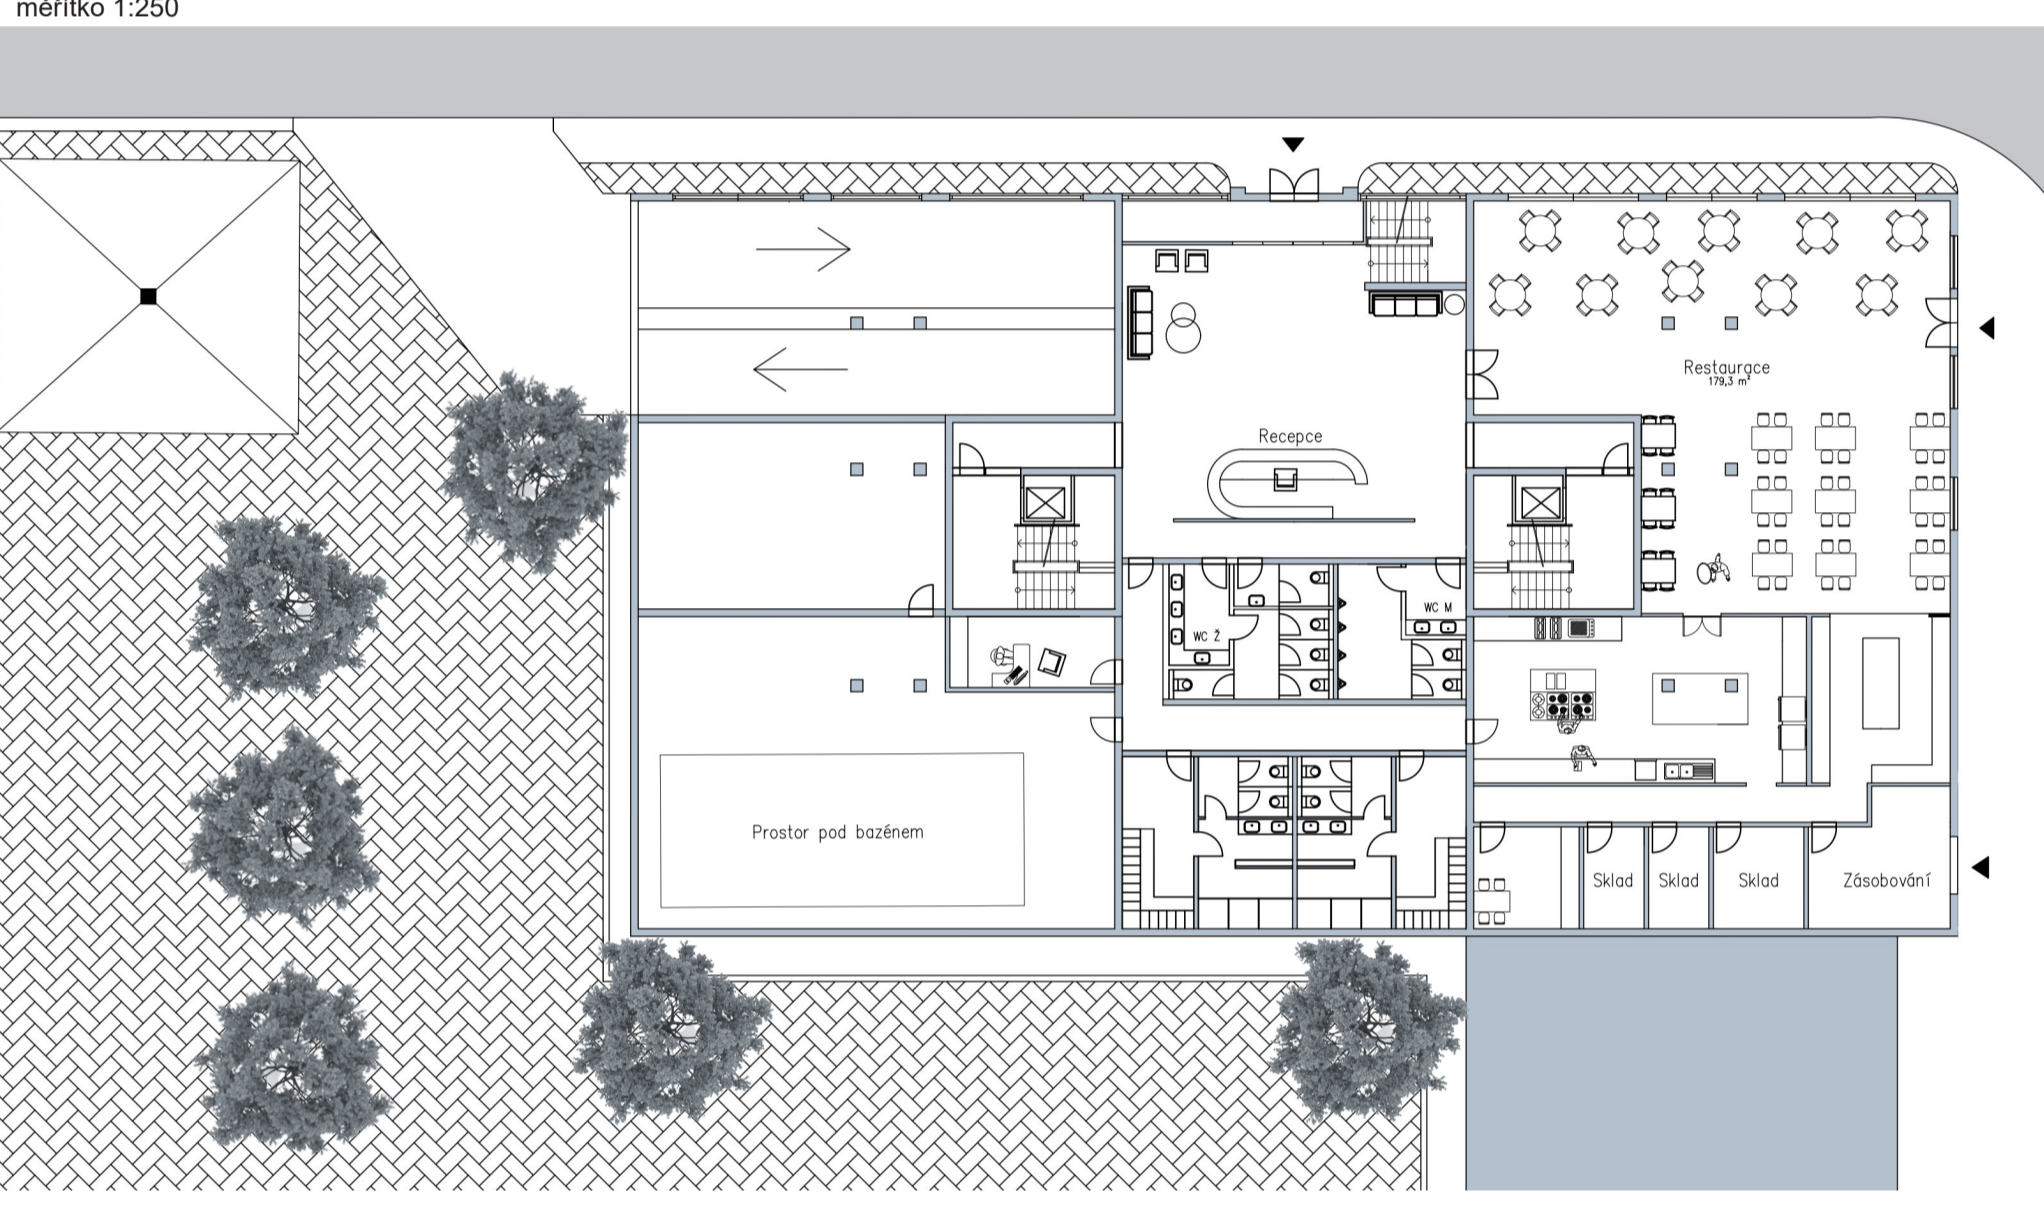 měřítko 1:250
Restaurace
179,3 m²
Recepce
WC M
WC Ž
Prostor pod bazénem
Sklad
Sklad
Sklad
Zásobování